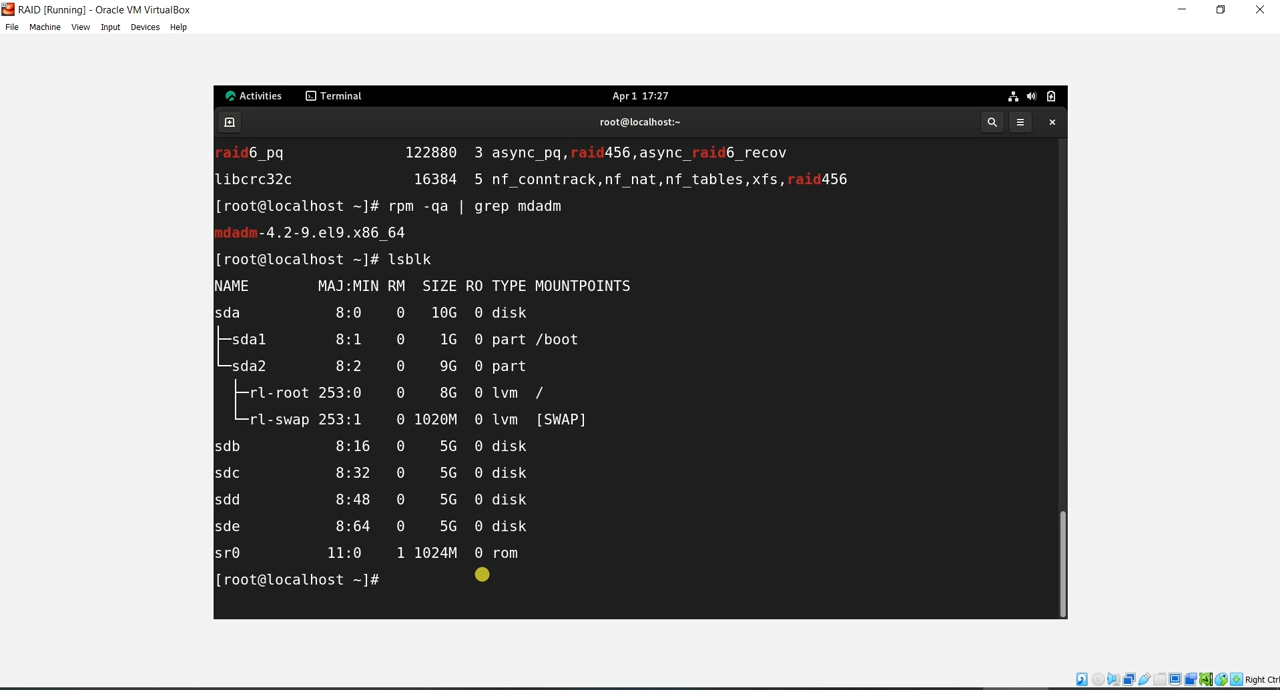 RAID [Running] - Oracle VM VirtualBox
File Machine View Input Devices Help
Activities Terminal Apr 1 17:27
root@localhost:~
raid6_pq 122880 3 async_pq,raid456,async_raid6_recov
libcrc32c 16384 5 nf_conntrack,nf_nat,nf_tables,xfs,raid456
[root@localhost ~]# rpm -qa | grep mdadm
mdadm-4.2-9.el9.x86_64
[root@localhost ~]# lsblk
NAME MAJ:MIN RM SIZE RO TYPE MOUNTPOINTS
sda 8:0 0 10G 0 disk
├─sda1 8:1 0 1G 0 part /boot
└─sda2 8:2 0 9G 0 part
  ├─rl-root 253:0 0 8G 0 lvm /
  └─rl-swap 253:1 0 1020M 0 lvm [SWAP]
sdb 8:16 0 5G 0 disk
sdc 8:32 0 5G 0 disk
sdd 8:48 0 5G 0 disk
sde 8:64 0 5G 0 disk
sr0 11:0 1 1024M 0 rom
[root@localhost ~]#
Right Ctr